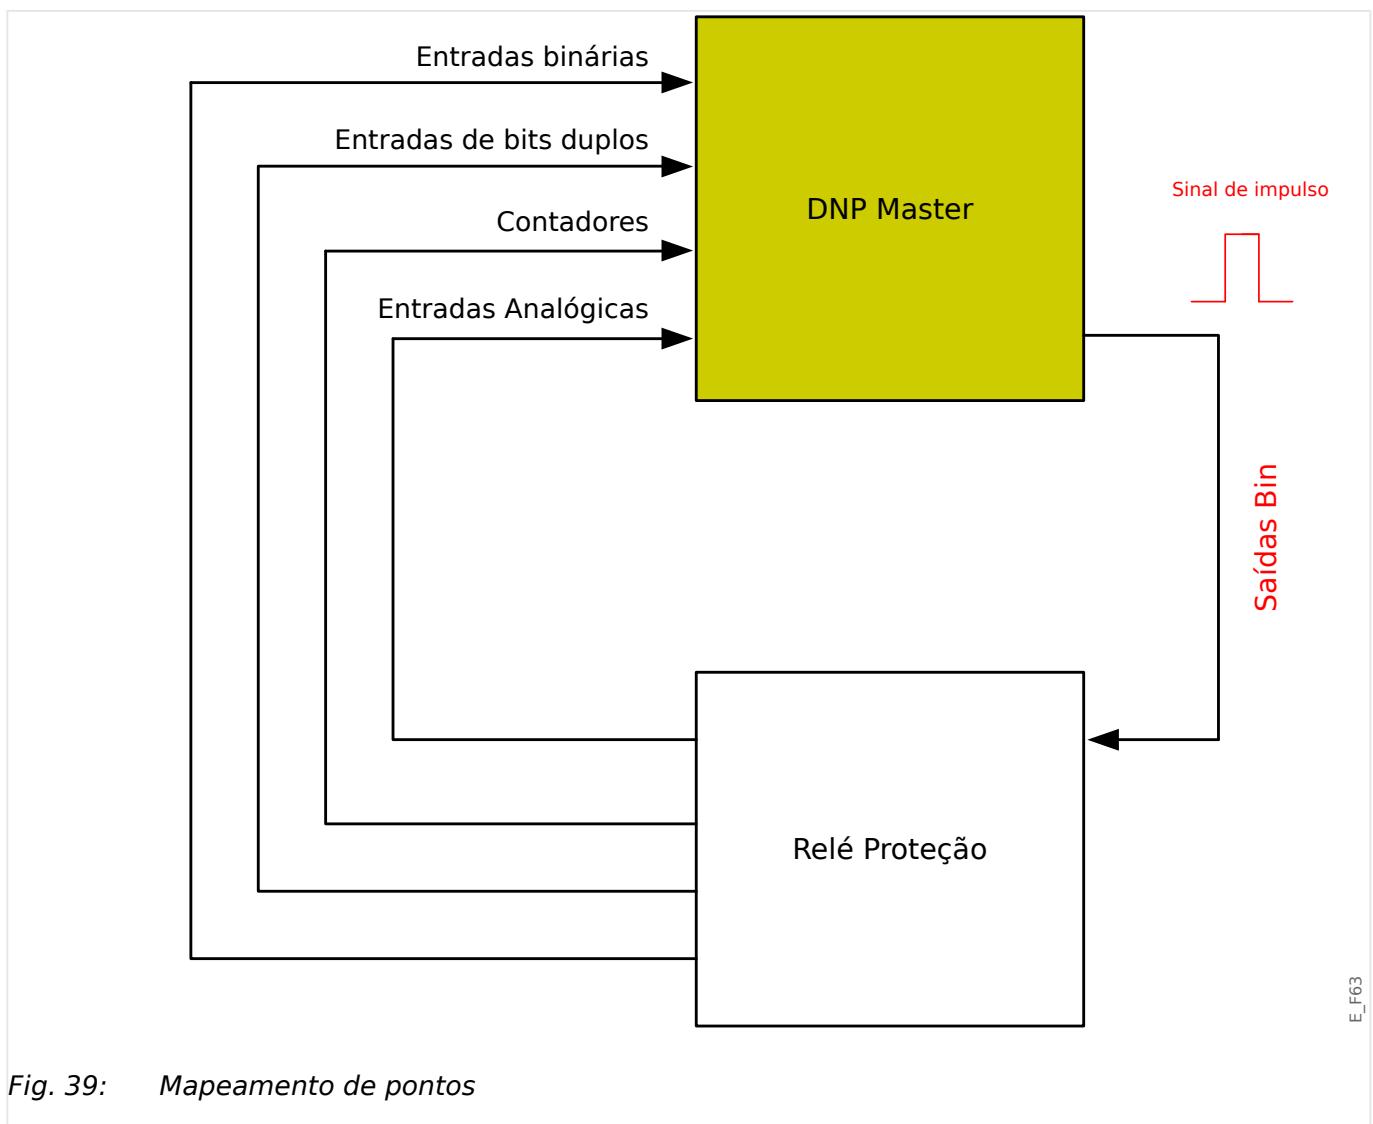 Entradas binárias
Entradas de bits duplos
Contadores
Entradas Analógicas
DNP Master
Sinal de impulso
Saídas Bin
Relé Proteção
E_F63
Fig. 39: Mapeamento de pontos